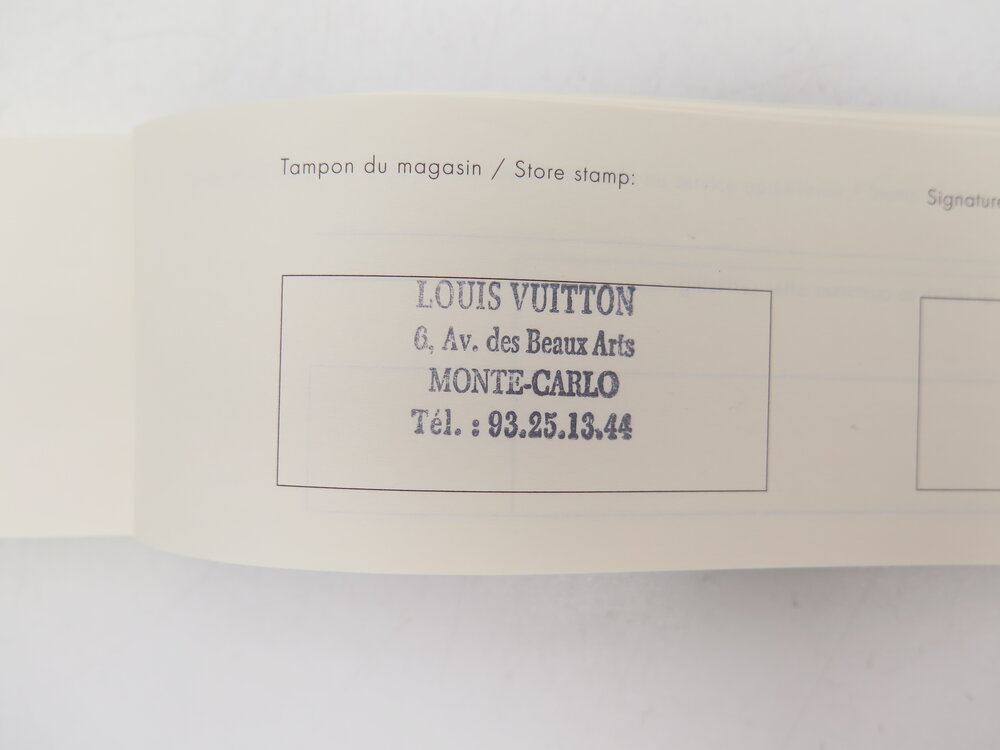 Tampon du magasin / Store stamp:
Signature
LOUIS VUITTON
6, Av. des Beaux Arts
MONTE-CARLO
Tél. : 93.25.13.44